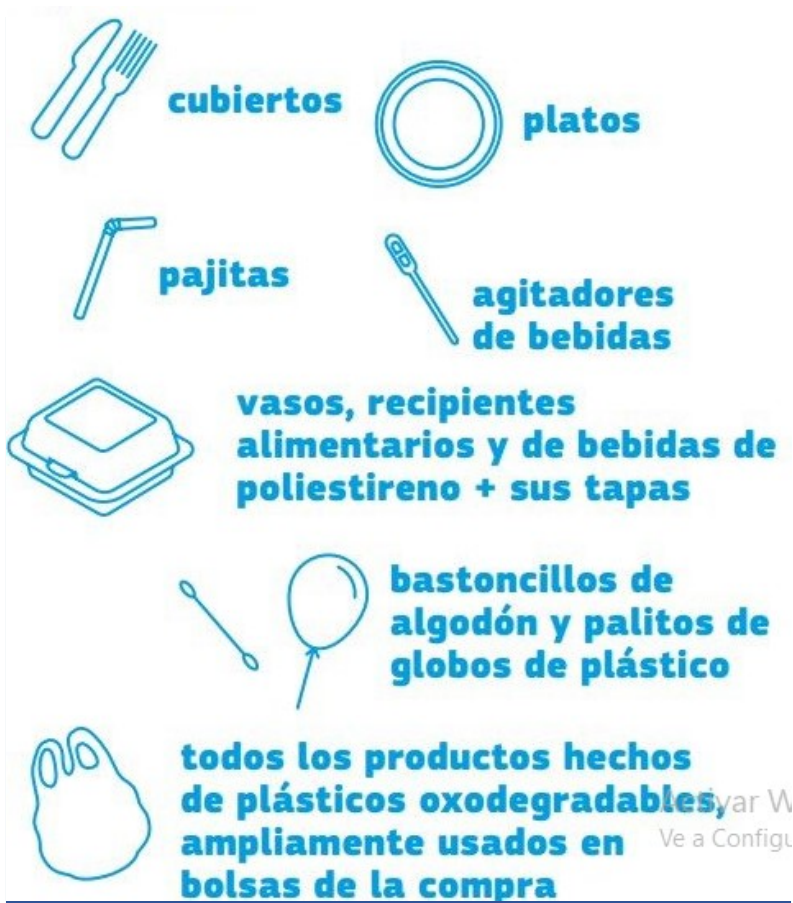 cubiertos
platos
pajitas
agitadores
de bebidas
vasos, recipientes
alimentarios y de bebidas de
poliestireno + sus tapas
bastoncillos de
algodón y palitos de
globos de plástico
todos los productos hechos
de plásticos oxodegradables,
ampliamente usados en
bolsas de la compra
Ve a